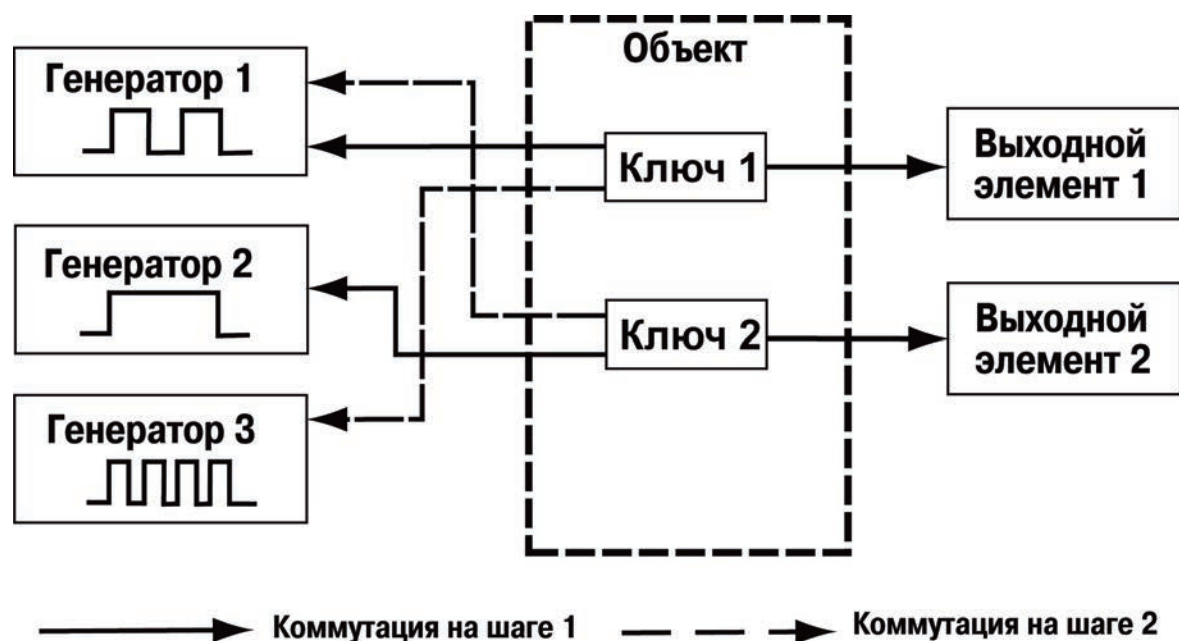 Объект
Генератор 1
Ключ 1
Выходной
элемент 1
Генератор 2
Ключ 2
Выходной
элемент 2
Генератор 3
Коммутация на шаге 1
Коммутация на шаге 2